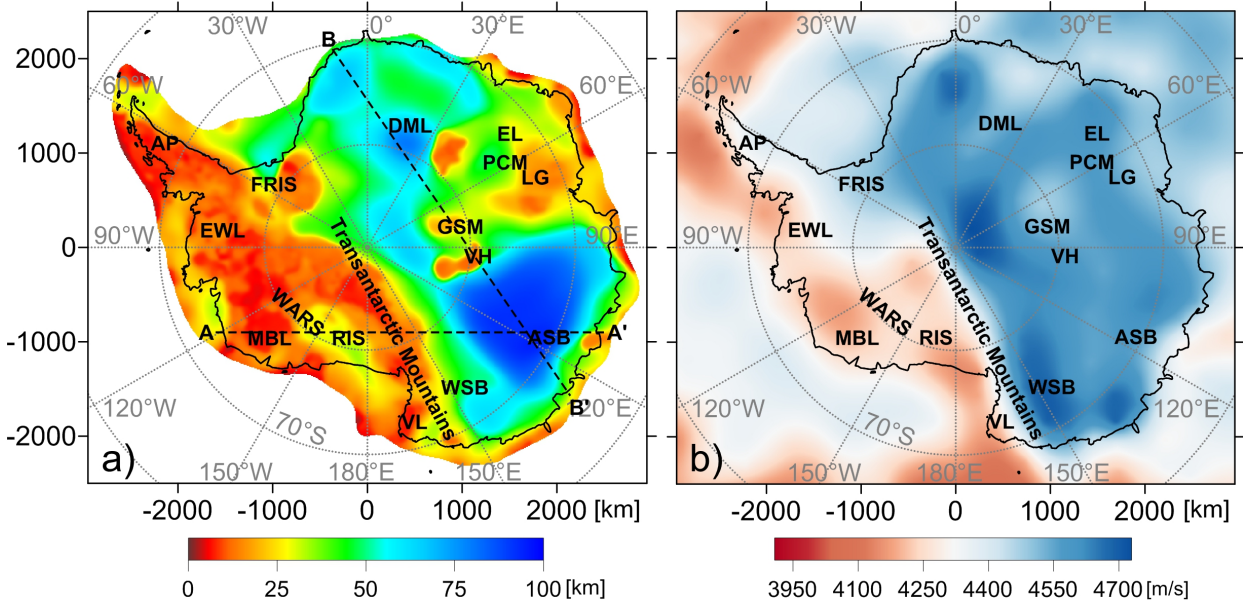 30°W
0°
30°E
60°W
60°E
90°W
90°E
120°W
120°E
150°W
180°E
150°E
70°S
B
DML
EL
AP
PCM
LG
FRIS
EWL
GSM
VH
Transantarctic Mountains
WARS
A
MBL
RIS
ASB
A'
WSB
B'
VL
a)
2000
1000
0
-1000
-2000
-2000 -1000 0 1000 2000 [km]
0 25 50 75 100 [km]
30°W
0°
30°E
60°W
60°E
90°W
90°E
120°W
120°E
150°W
180°E
150°E
70°S
DML
EL
AP
PCM
LG
FRIS
EWL
GSM
VH
Transantarctic Mountains
WARS
MBL
RIS
ASB
WSB
VL
b)
-2000 -1000 0 1000 2000 [km]
3950 4100 4250 4400 4550 4700 [m/s]